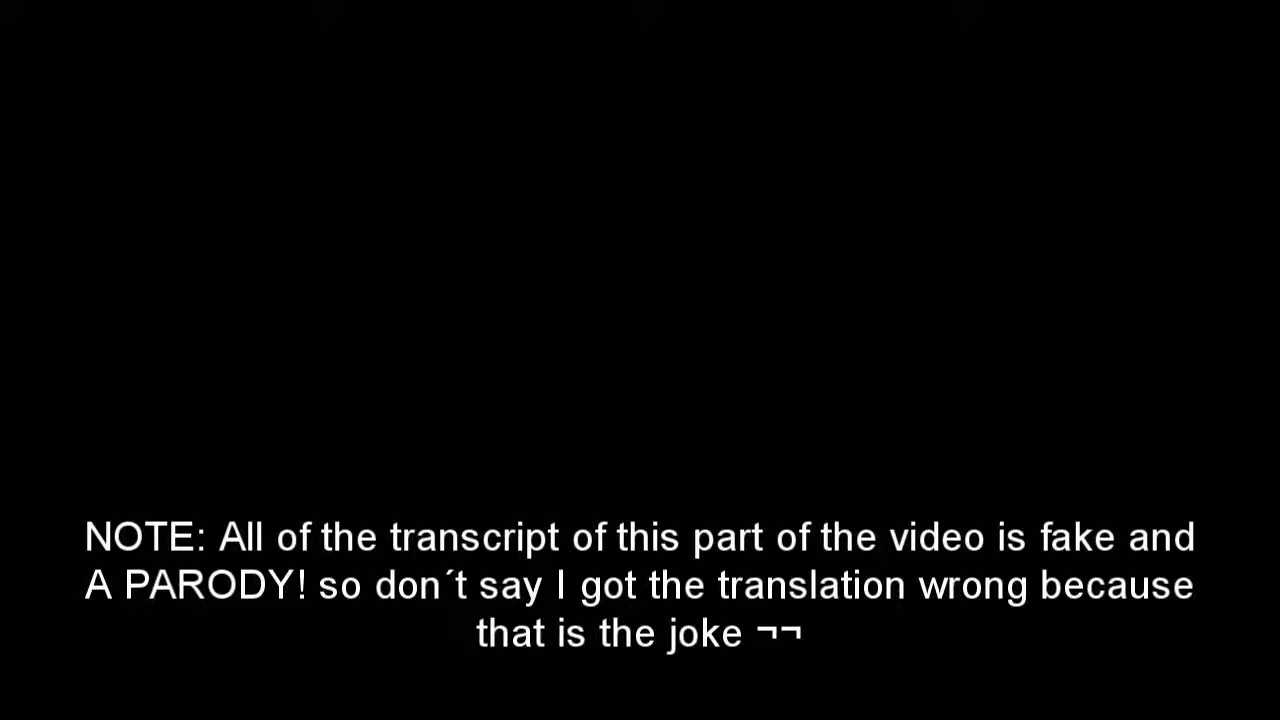 NOTE: All of the transcript of this part of the video is fake and
A PARODY! so don´t say I got the translation wrong because
that is the joke ¬¬